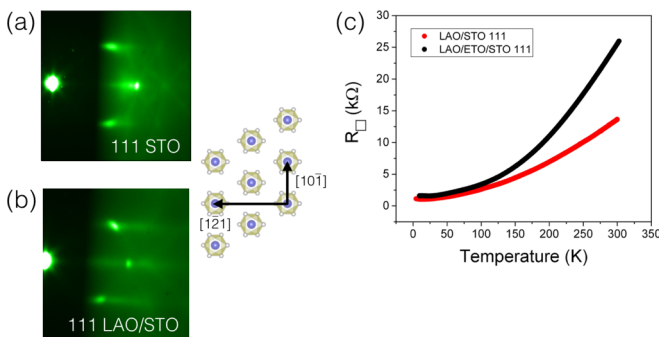 (a)
111 STO
(b)
111 LAO/STO
[101̄]
[12̄1]
(c)
LAO/STO 111
LAO/ETO/STO 111
R□ (kΩ)
30
25
20
15
10
5
0
0 50 100 150 200 250 300 350
Temperature (K)